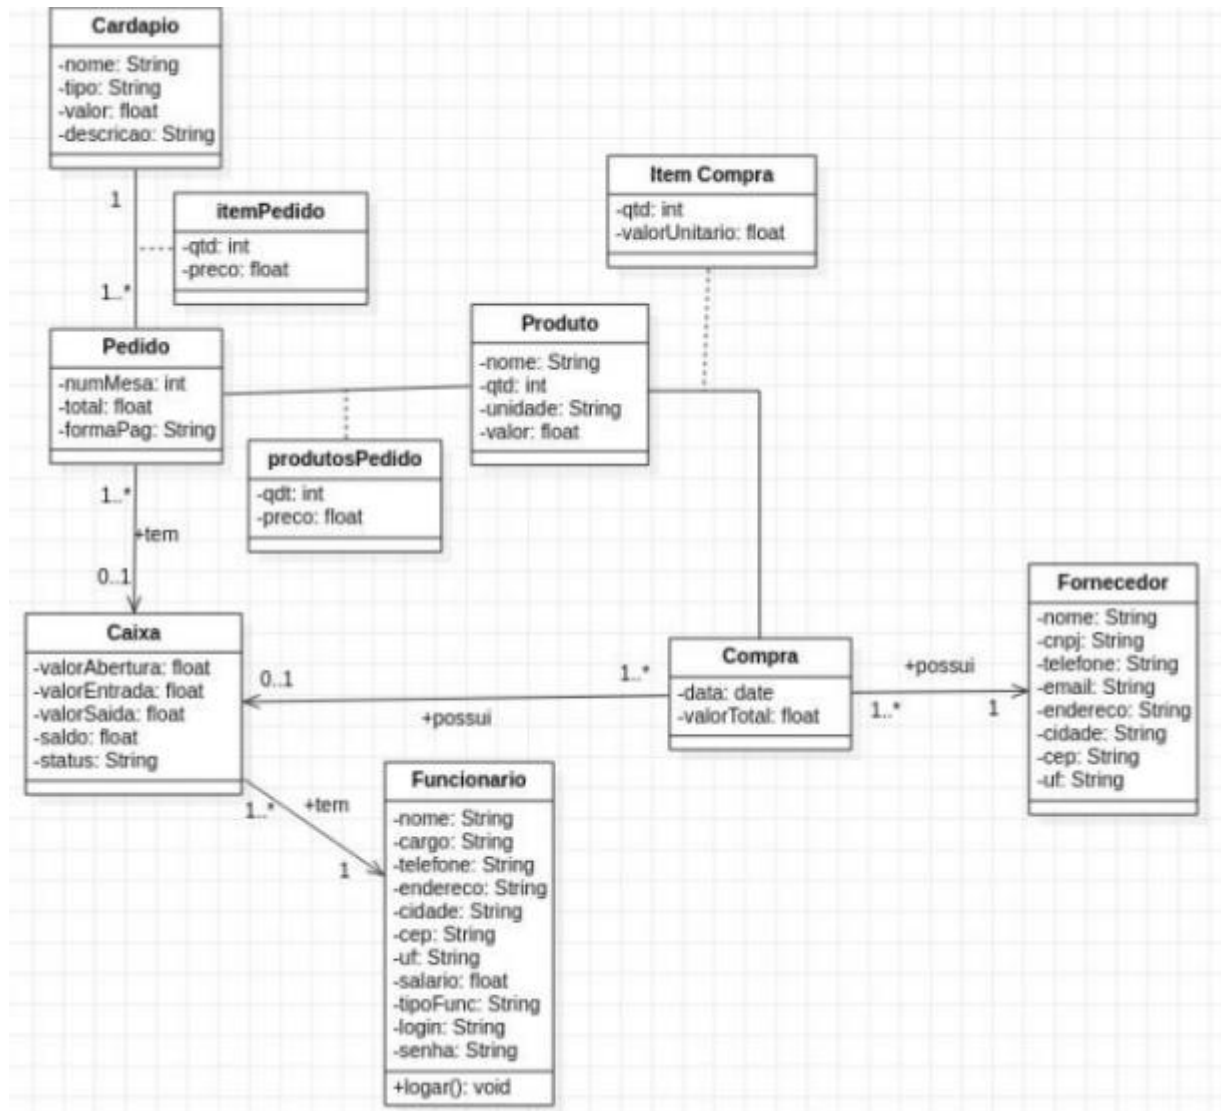 Cardapio
-nome: String
-tipo: String
-valor: float
-descricao: String
1
itemPedido
-qtd: int
-preco: float
1..*
Item Compra
-qtd: int
-valorUnitario: float
Pedido
-numMesa: int
-total: float
-formaPag: String
Produto
-nome: String
-qtd: int
-unidade: String
-valor: float
produtosPedido
-qdt: int
-preco: float
1..*
+tem
0..1
Caixa
-valorAbertura: float
-valorEntrada: float
-valorSaida: float
-saldo: float
-status: String
0..1
+possui
1..*
Compra
-data: date
-valorTotal: float
+possui
1..*
1
Fornecedor
-nome: String
-cnpj: String
-telefone: String
-email: String
-endereco: String
-cidade: String
-cep: String
-uf: String
1..*
+tem
1
Funcionario
-nome: String
-cargo: String
-telefone: String
-endereco: String
-cidade: String
-cep: String
-uf: String
-salario: float
-tipoFunc: String
-login: String
-senha: String
+logar(): void